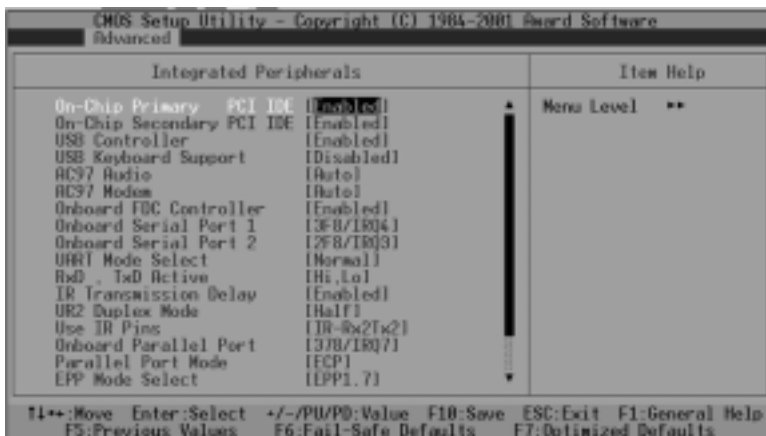 CMOS Setup Utility - Copyright (C) 1984-2001 Award Software
Advanced
Integrated Peripherals
Item Help
On-Chip Primary PCI IDE [Enabled]
Menu Level ►►
On-Chip Secondary PCI IDE [Enabled]
USB Controller [Enabled]
USB Keyboard Support [Disabled]
AC97 Audio [Auto]
AC97 Modem [Auto]
Onboard FDC Controller [Enabled]
Onboard Serial Port 1 [3F8/IRQ4]
Onboard Serial Port 2 [2F8/IRQ3]
UART Mode Select [Normal]
RxD , TxD Active [Hi,Lo]
IR Transmission Delay [Enabled]
UR2 Duplex Mode [Half]
Use IR Pins [IR-Rx2Tx2]
Onboard Parallel Port [378/IRQ7]
Parallel Port Mode [ECP]
EPP Mode Select [EPP1.7]
↑↓→←:Move Enter:Select +/-/PU/PD:Value F10:Save ESC:Exit F1:General Help
F5:Previous Values F6:Fail-Safe Defaults F7:Optimized Defaults